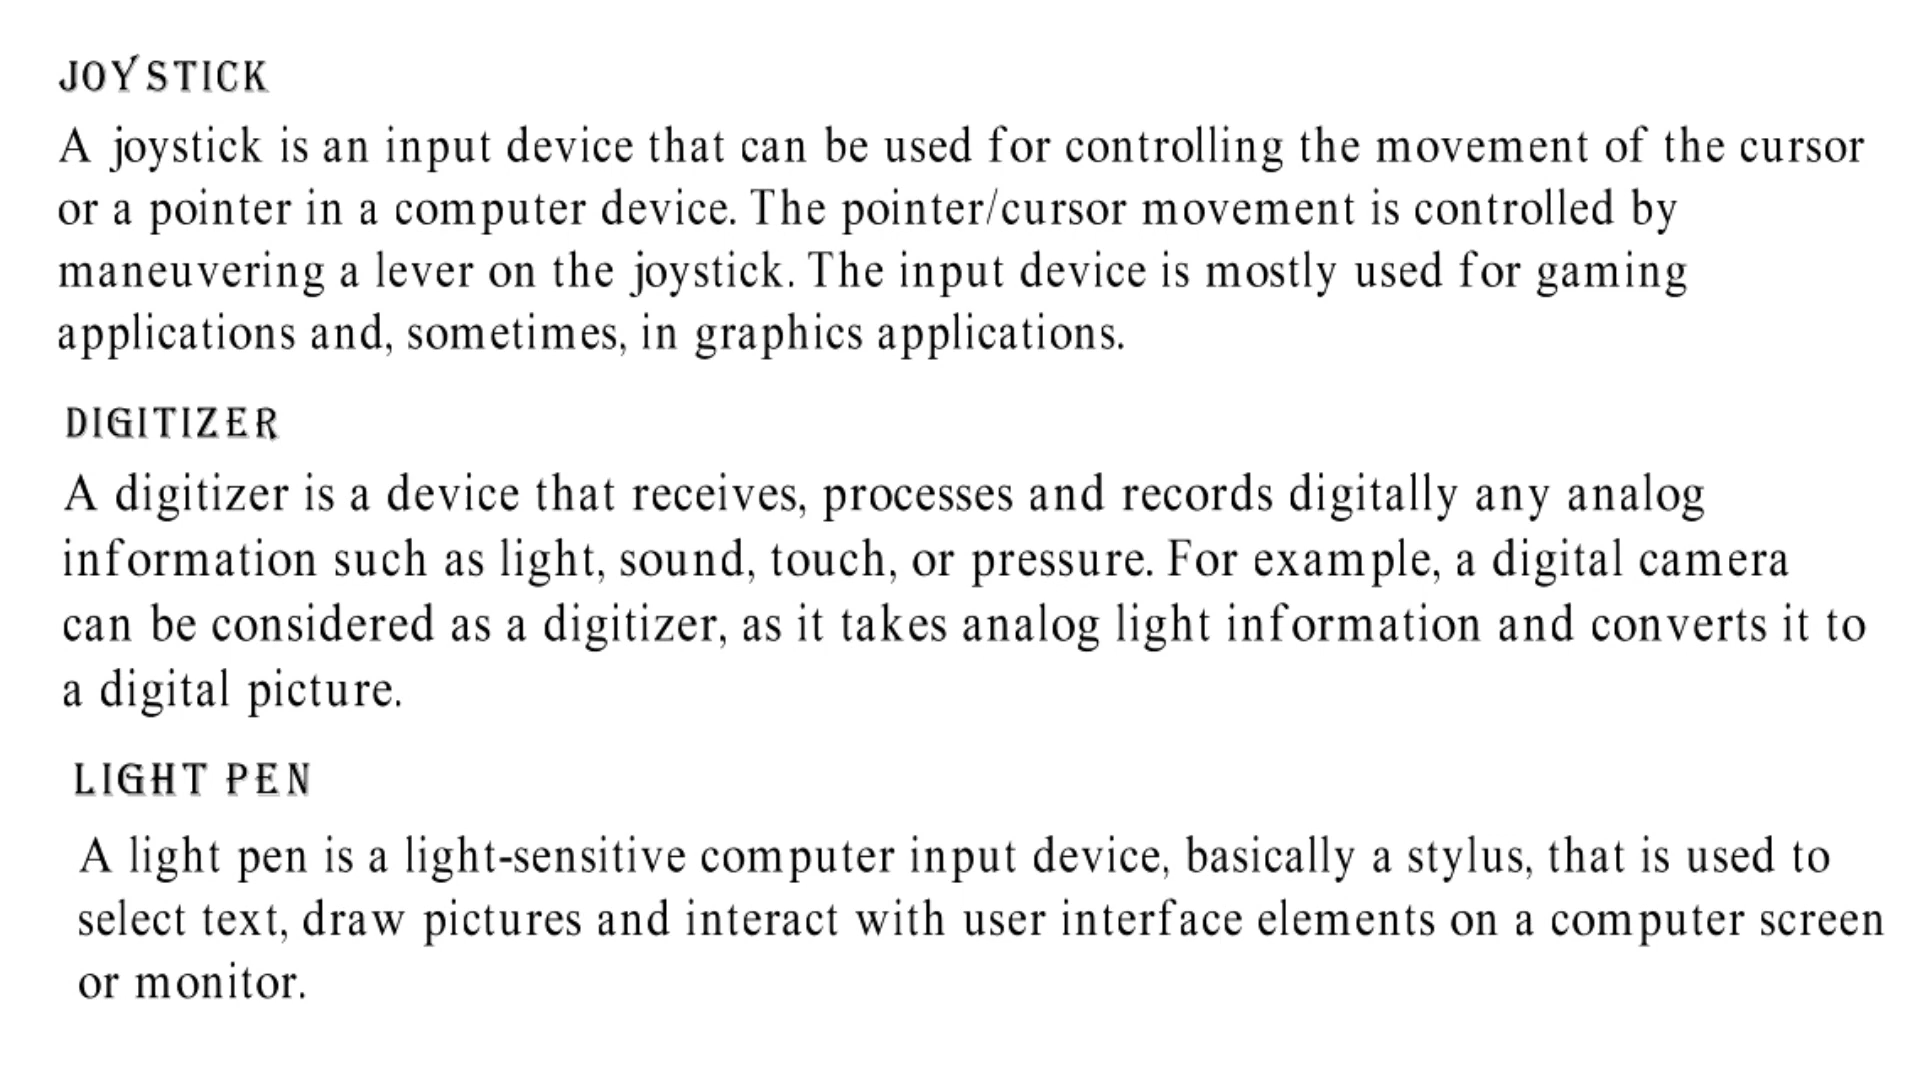 JOYSTICK
A joystick is an input device that can be used for controlling the movement of the cursor
or a pointer in a computer device. The pointer/cursor movement is controlled by
maneuvering a lever on the joystick. The input device is mostly used for gaming
applications and, sometimes, in graphics applications.
DIGITIZER
A digitizer is a device that receives, processes and records digitally any analog
information such as light, sound, touch, or pressure. For example, a digital camera
can be considered as a digitizer, as it takes analog light information and converts it to
a digital picture.
LIGHT PEN
A light pen is a light-sensitive computer input device, basically a stylus, that is used to
select text, draw pictures and interact with user interface elements on a computer screen
or monitor.